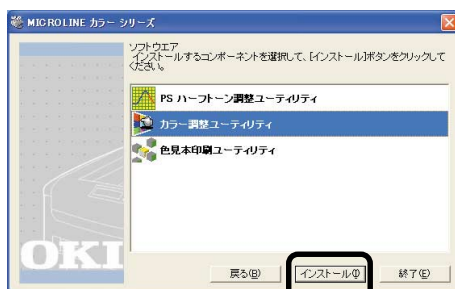 MICROLINE カラー シリーズ
ソフトウエア
インストールするコンポーネントを選択して、[インストール]ボタンをクリックして
ください。
PS ハーフトーン調整ユーティリティ
カラー調整ユーティリティ
色見本印刷ユーティリティ
OKI
戻る(B) インストール(I) 終了(E)